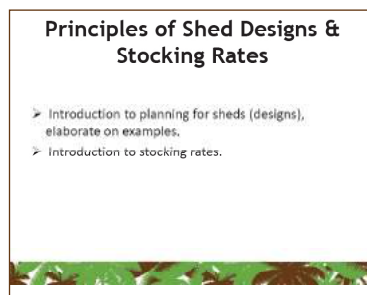 Principles of Shed Designs &
Stocking Rates
➢ Introduction to planning for sheds (designs),
elaborate on examples.
➢ Introduction to stocking rates.